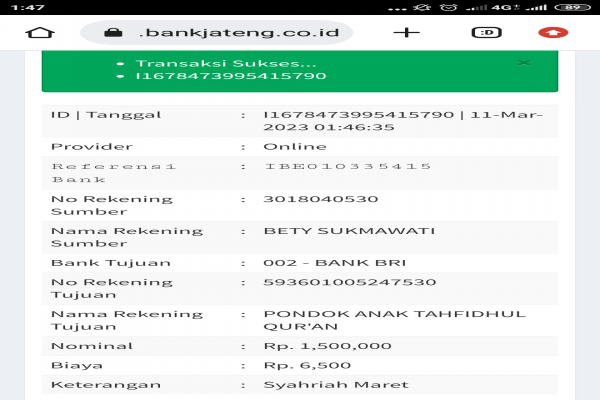 1:47
4G
89
.bankjateng.co.id
:D
Transaksi Sukses...
I1678473995415790
ID | Tanggal : I1678473995415790 | 11-Mar-
2023 01:46:35
Provider : Online
Referensi : IBE010335415
Bank
No Rekening : 3018040530
Sumber
Nama Rekening : BETY SUKMAWATI
Sumber
Bank Tujuan : 002 - BANK BRI
No Rekening : 593601005247530
Tujuan
Nama Rekening : PONDOK ANAK TAHFIDHUL
Tujuan QUR'AN
Nominal : Rp. 1,500,000
Biaya : Rp. 6,500
Keterangan : Syahriah Maret